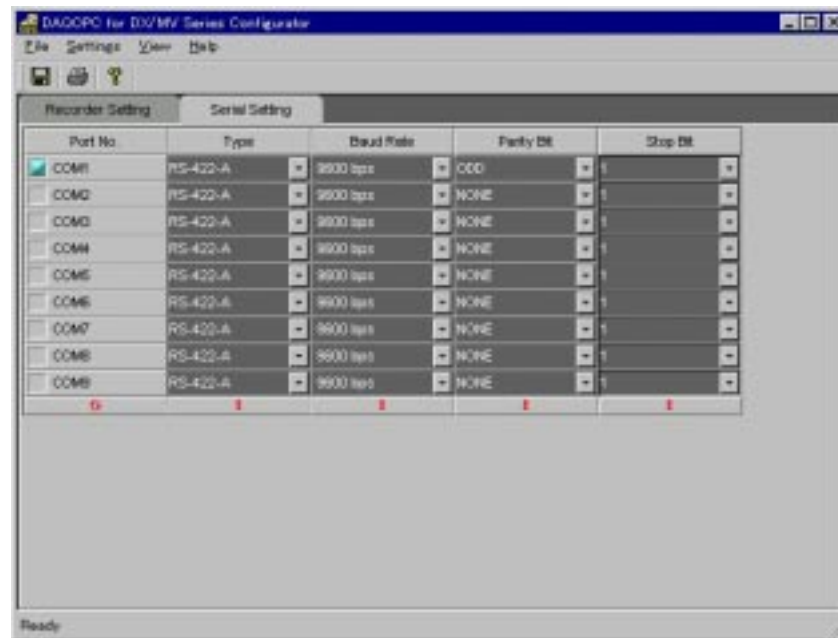 DAQOPC for DX/MV Series Configurator
File Settings View Help
Recorder Setting Serial Setting
Port No. Type Baud Rate Parity Bit Stop Bit
COM1 RS-422-A 9600 bps ODD 1
COM2 RS-422-A 9600 bps NONE 1
COM3 RS-422-A 9600 bps NONE 1
COM4 RS-422-A 9600 bps NONE 1
COM5 RS-422-A 9600 bps NONE 1
COM6 RS-422-A 9600 bps NONE 1
COM7 RS-422-A 9600 bps NONE 1
COM8 RS-422-A 9600 bps NONE 1
COM9 RS-422-A 9600 bps NONE 1
Ready